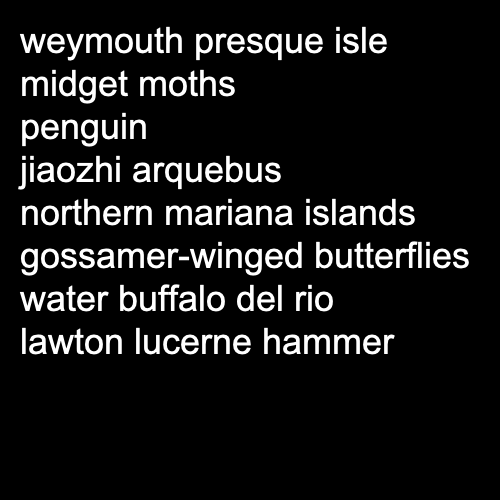 weymouth presque isle
midget moths
penguin
jiaozhi arquebus
northern mariana islands
gossamer-winged butterflies
water buffalo del rio
lawton lucerne hammer